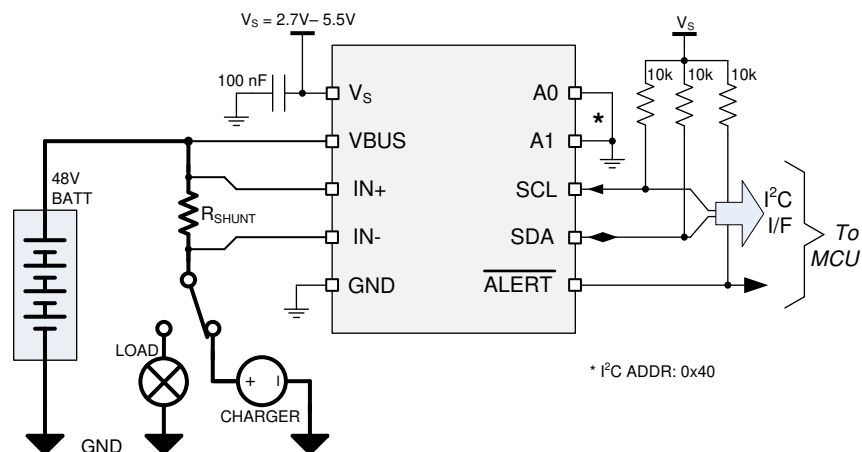 V_S = 2.7V– 5.5V
V_S
100 nF
10k
10k
10k
V_S
A0
*
VBUS
A1
48V
BATT
IN+
SCL
I²C
I/F
To
MCU
R_SHUNT
IN-
SDA
GND
ALERT
LOAD
+
I
CHARGER
* I²C ADDR: 0x40
GND